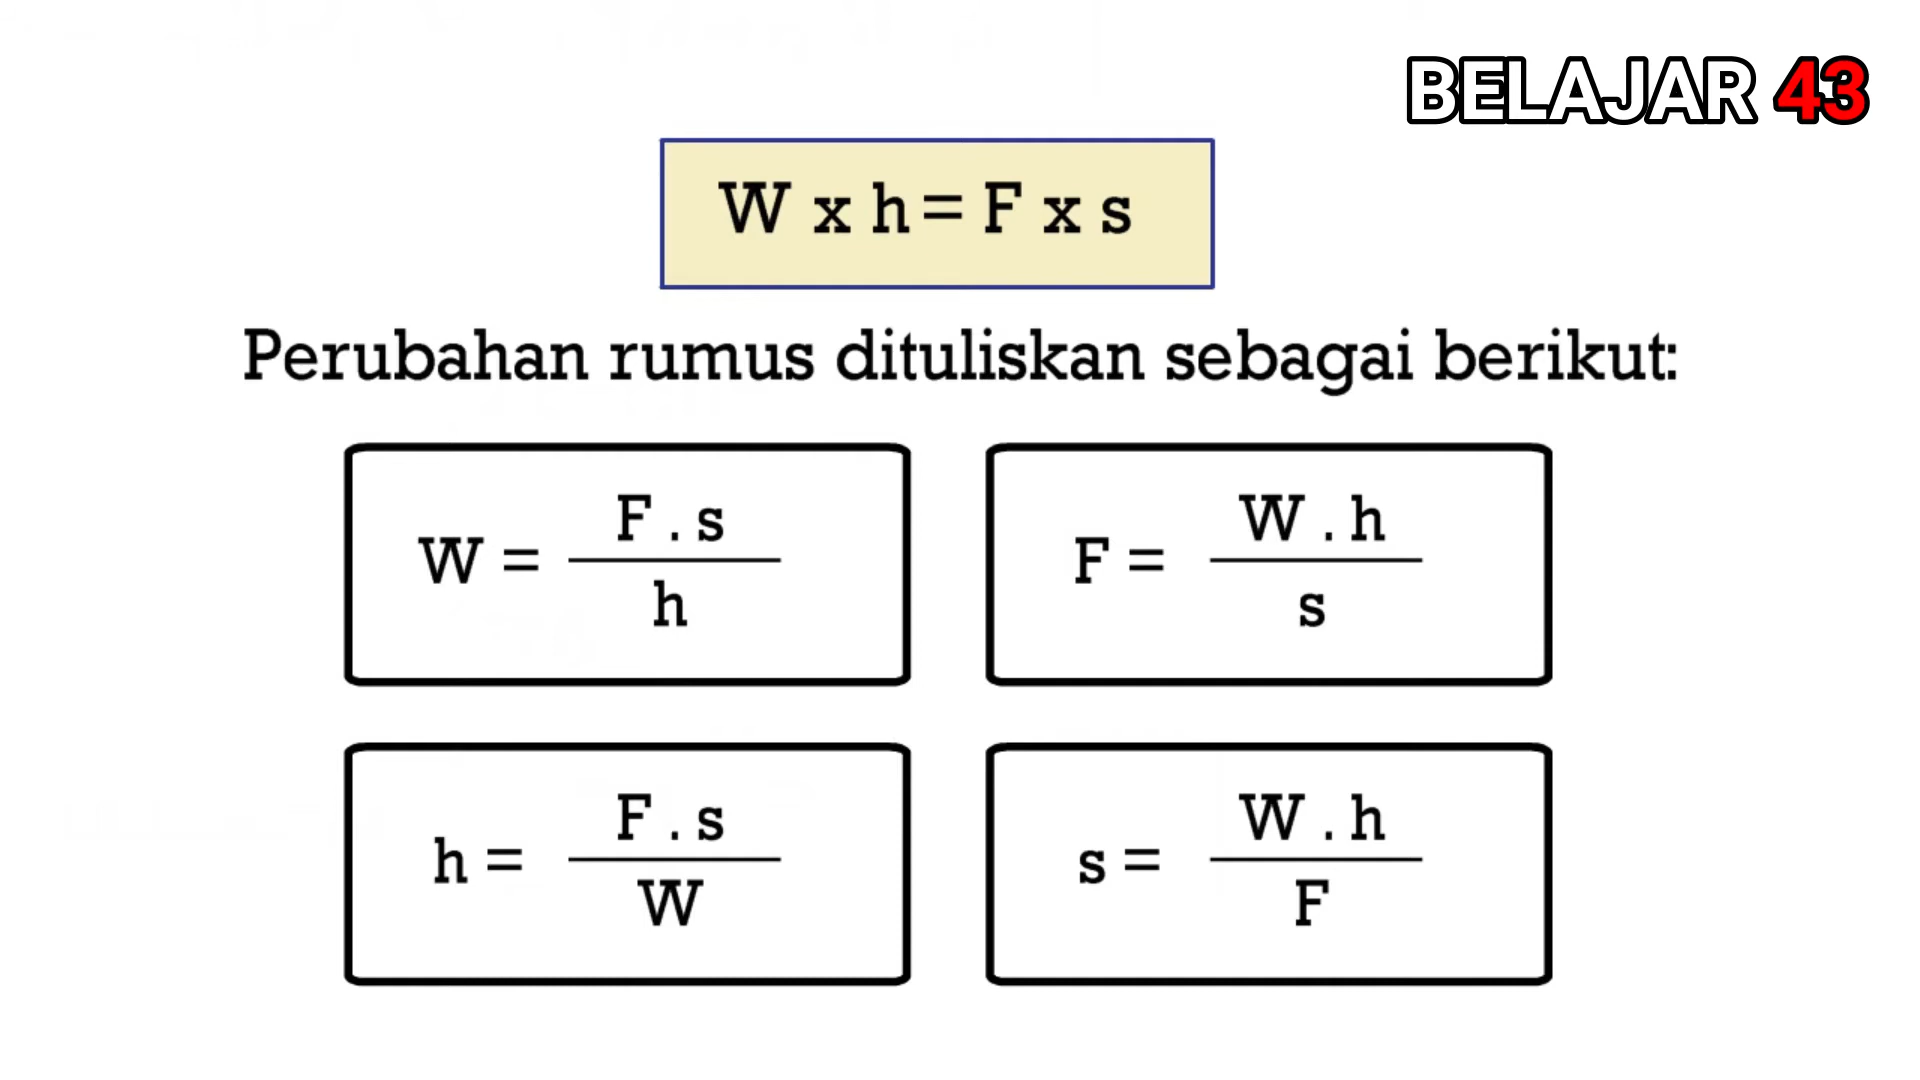 BELAJAR 43
W x h = F x s
Perubahan rumus dituliskan sebagai berikut:
W = F . s / h
F = W . h / s
h = F . s / W
s = W . h / F